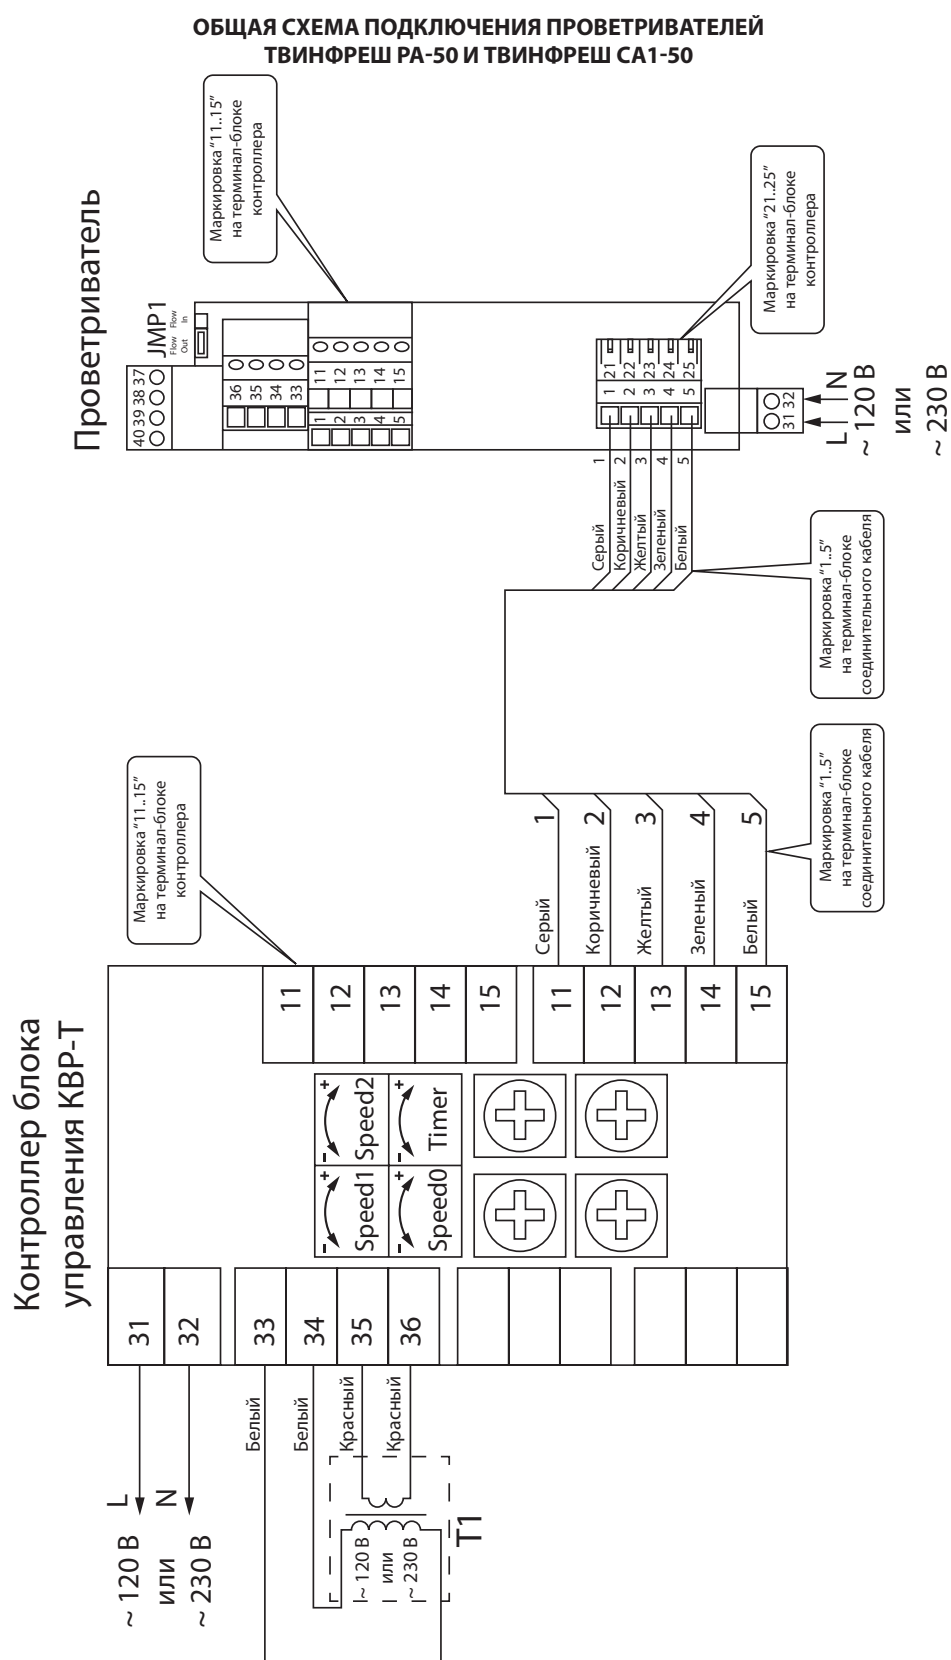 ОБЩАЯ СХЕМА ПОДКЛЮЧЕНИЯ ПРОВЕТРИВАТЕЛЕЙ
ТВИНФРЕШ РА-50 И ТВИНФРЕШ СА1-50
Контроллер блока
управления КВР-Т
Проветриватель
Маркировка "11..15"
на терминал-блоке
контроллера
Маркировка "11..15"
на терминал-блоке
контроллера
Маркировка "21..25"
на терминал-блоке
контроллера
Маркировка "1..5"
на терминал-блоке
соединительного кабеля
Маркировка "1..5"
на терминал-блоке
соединительного кабеля
JMP1
Flow Out
Flow In
40 39 38 37
36
35
34
33
11
12
13
14
15
1
2
3
4
5
21
22
23
24
25
1
2
3
4
5
31 32
L
N
~ 120 В
или
~ 230 В
Серый 1
Коричневый 2
Желтый 3
Зеленый 4
Белый 5
Серый 1
Коричневый 2
Желтый 3
Зеленый 4
Белый 5
11
12
13
14
15
11
12
13
14
15
- +
Speed1
- +
Speed2
- +
Speed0
- +
Timer
31
32
33
34
35
36
Белый
Белый
Красный
Красный
L
N
~ 120 В
или
~ 230 В
~ 120 В
или
~ 230 В
T1